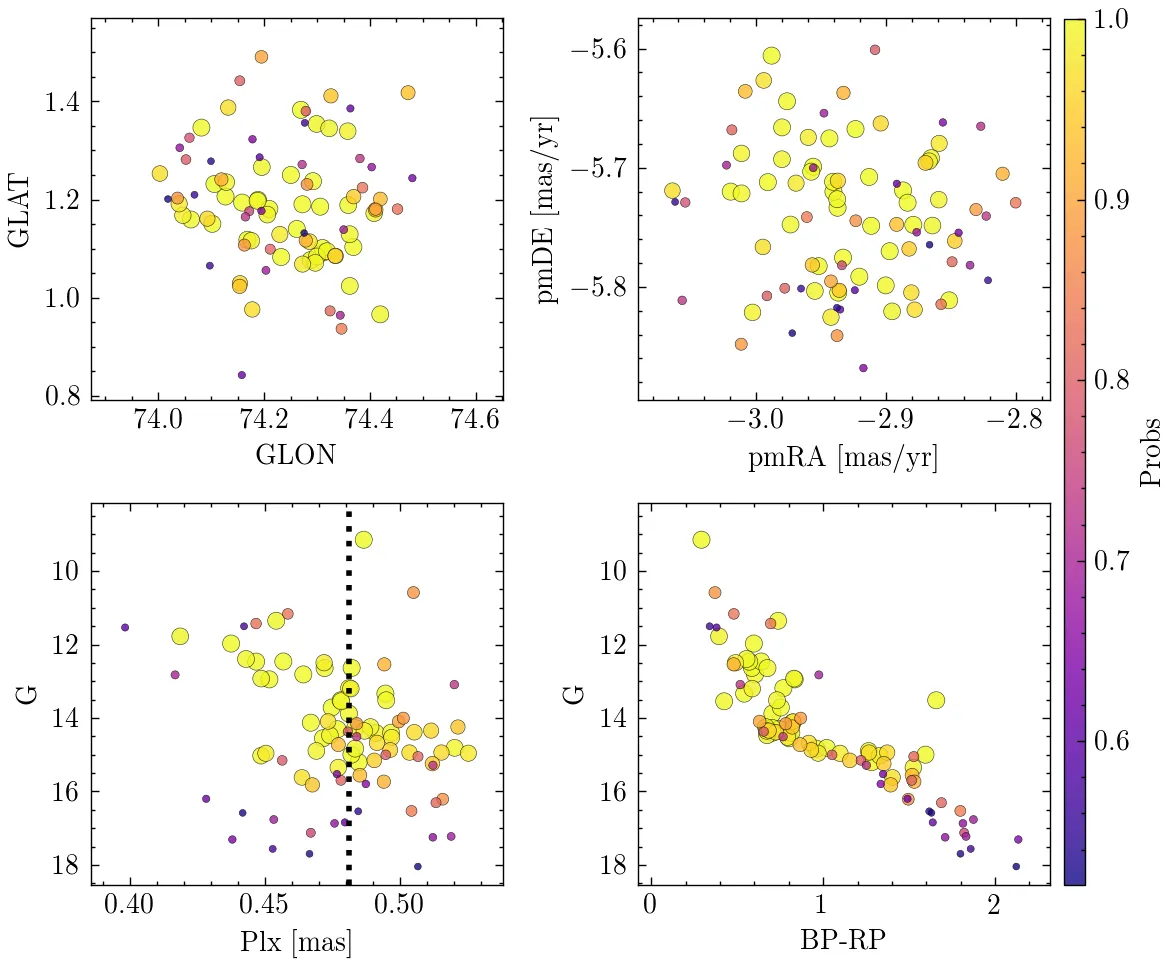 1.4
1.2
1.0
0.8
GLAT
74.0 74.2 74.4 74.6
GLON
−5.6
−5.7
−5.8
pmDE [mas/yr]
−3.0 −2.9 −2.8
pmRA [mas/yr]
1.0
0.9
0.8
0.7
0.6
Probs
10
12
14
16
18
G
0.40 0.45 0.50
Plx [mas]
10
12
14
16
18
G
0 1 2
BP-RP